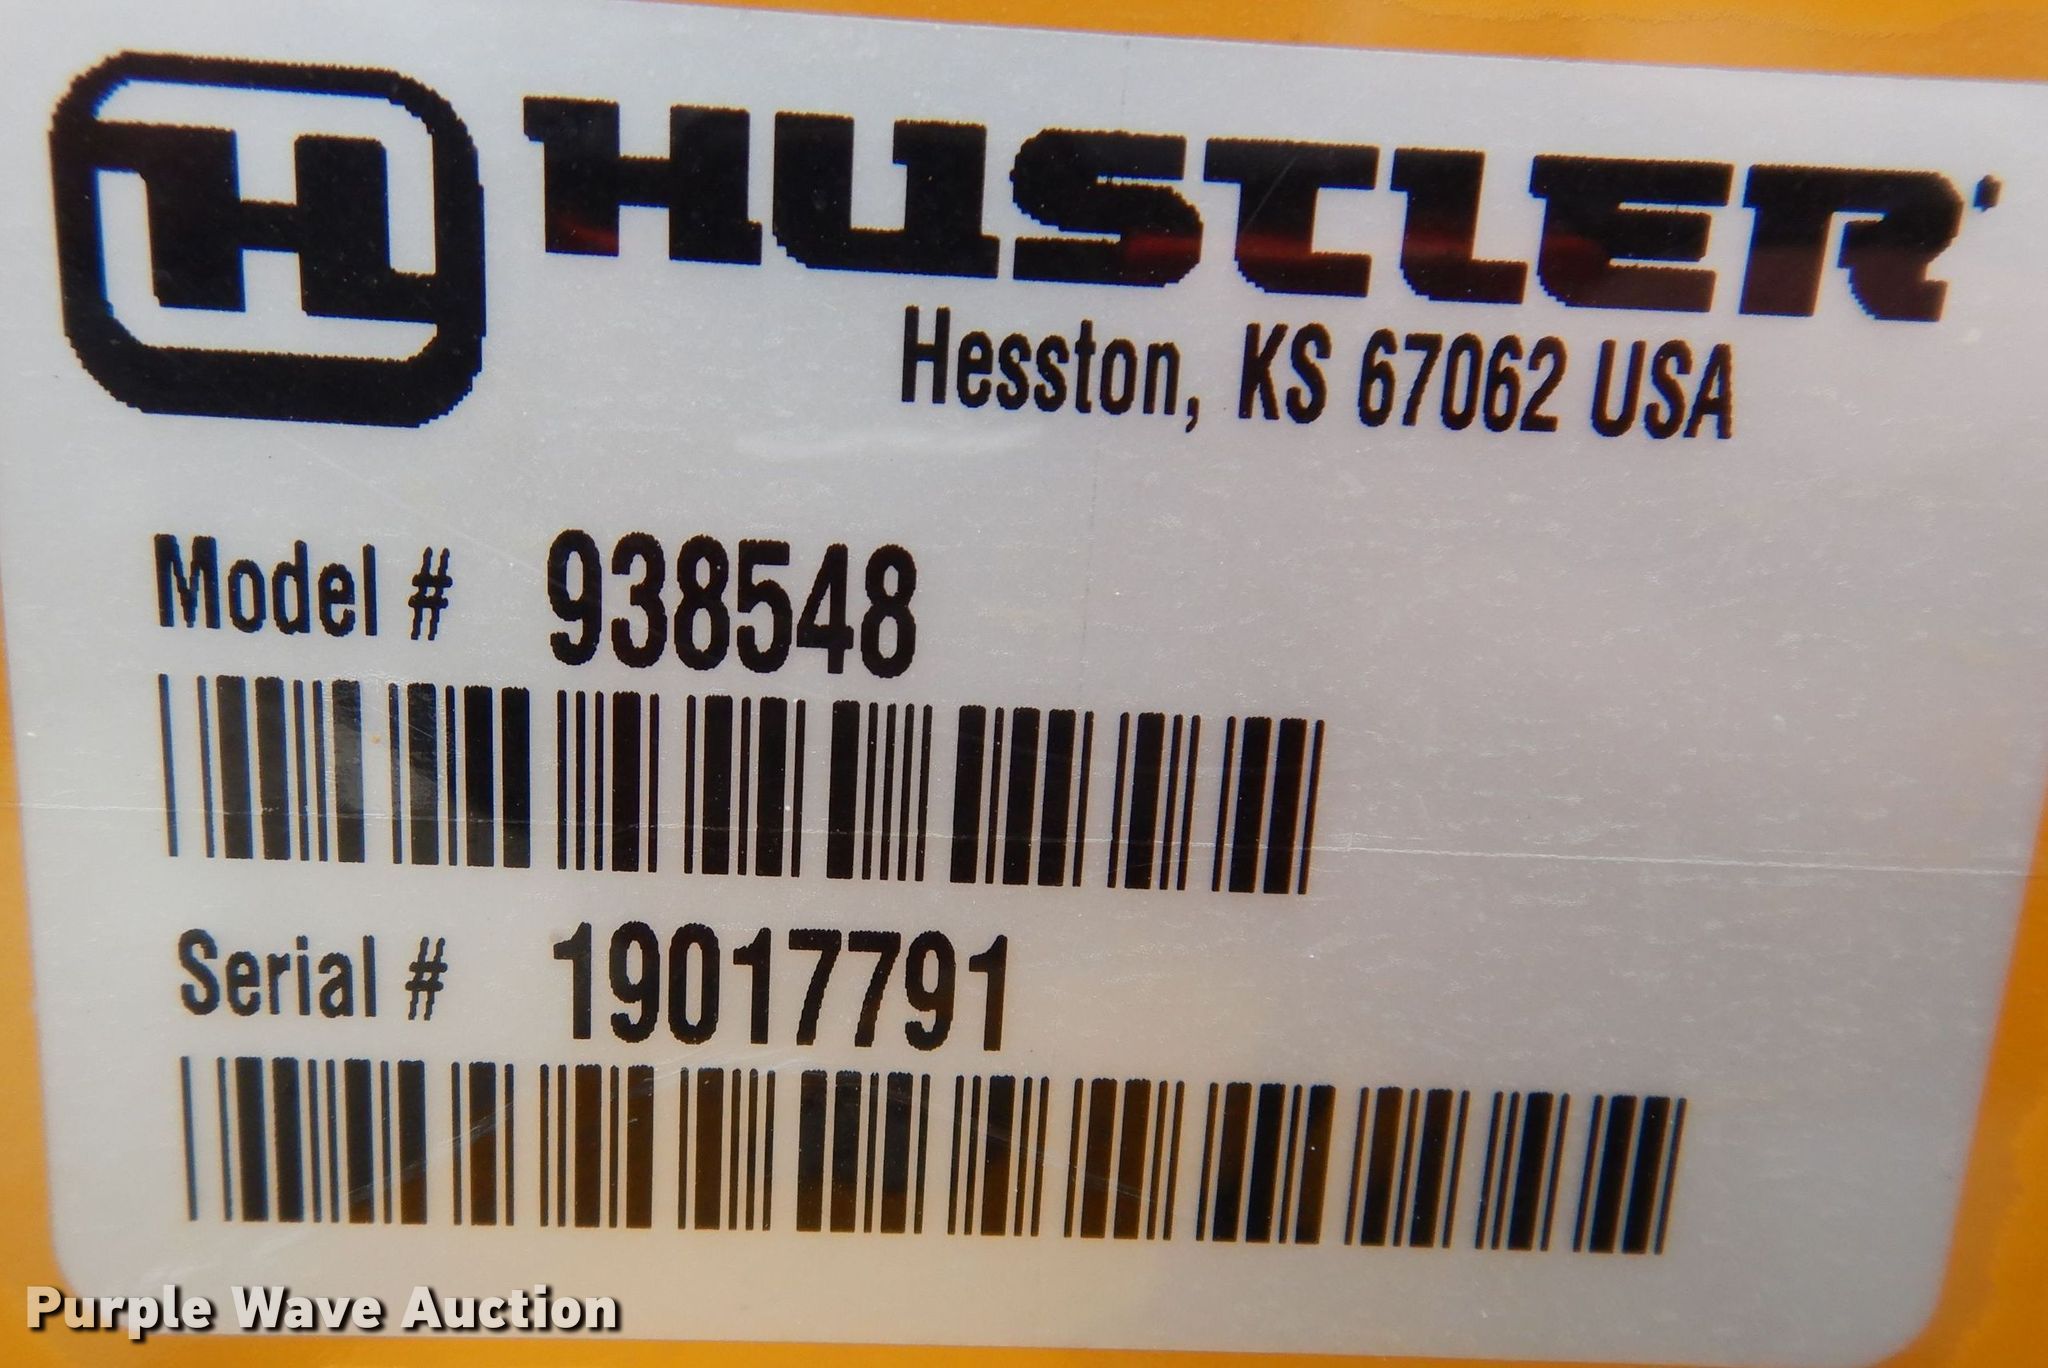 H HUSTLER
Hesston, KS 67062 USA
Model # 938548
Serial # 19017791
Purple Wave Auction